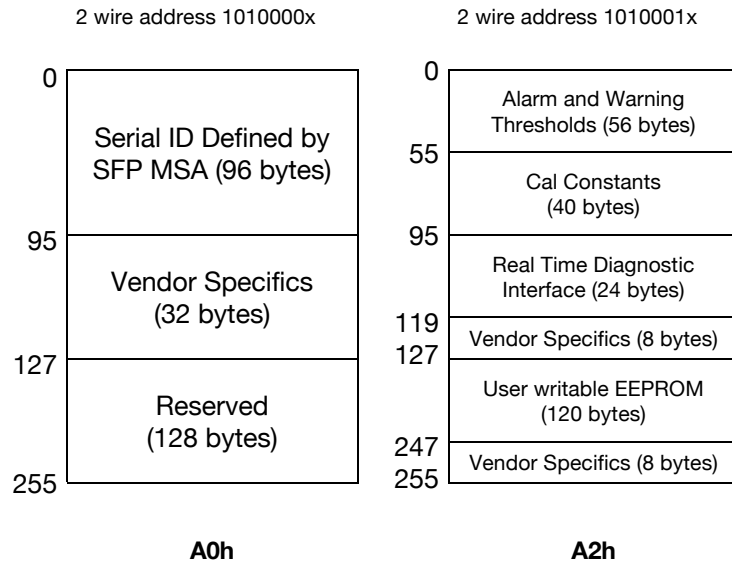 2 wire address 1010000x
0
Serial ID Defined by
SFP MSA (96 bytes)
95
Vendor Specifics
(32 bytes)
127
Reserved
(128 bytes)
255
A0h
2 wire address 1010001x
0
Alarm and Warning
Thresholds (56 bytes)
55
Cal Constants
(40 bytes)
95
Real Time Diagnostic
Interface (24 bytes)
119
Vendor Specifics (8 bytes)
127
User writable EEPROM
(120 bytes)
247
Vendor Specifics (8 bytes)
255
A2h